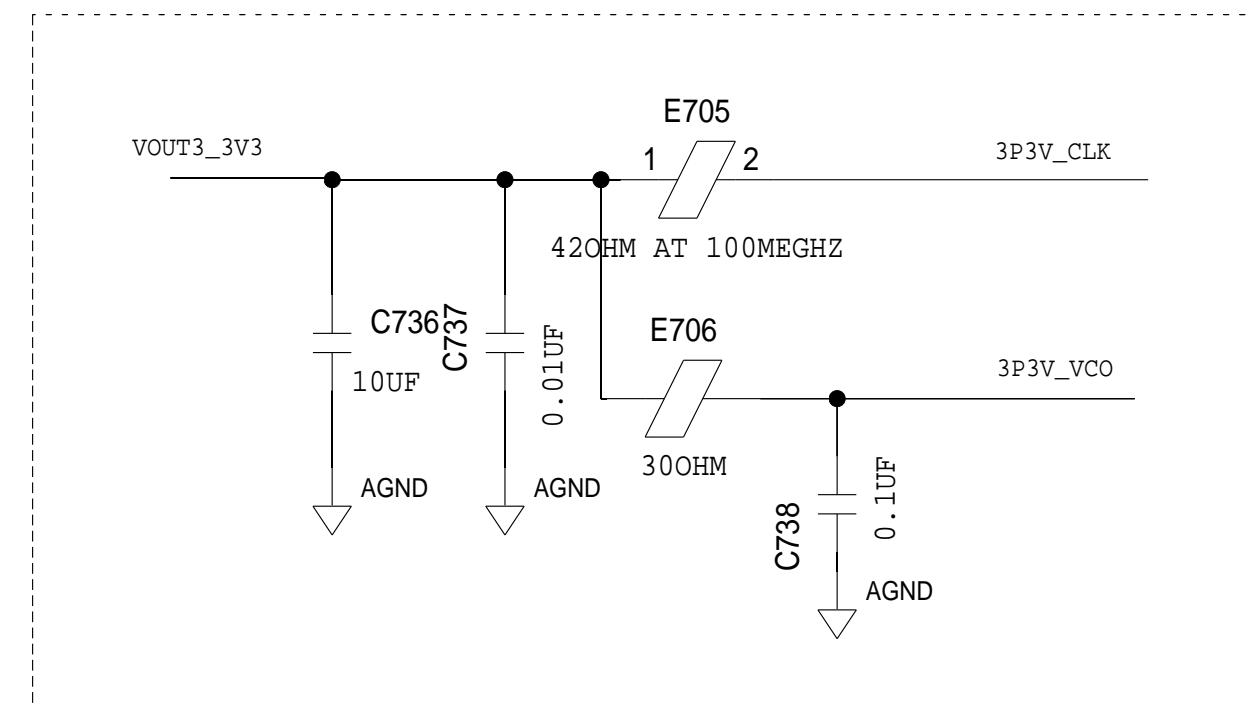 E705
VOUT3_3V3
1
2
3P3V_CLK
42OHM AT 100MEGHZ
C736
10UF
C737
0.01UF
E706
3P3V_VCO
30OHM
AGND
AGND
C738
0.1UF
AGND